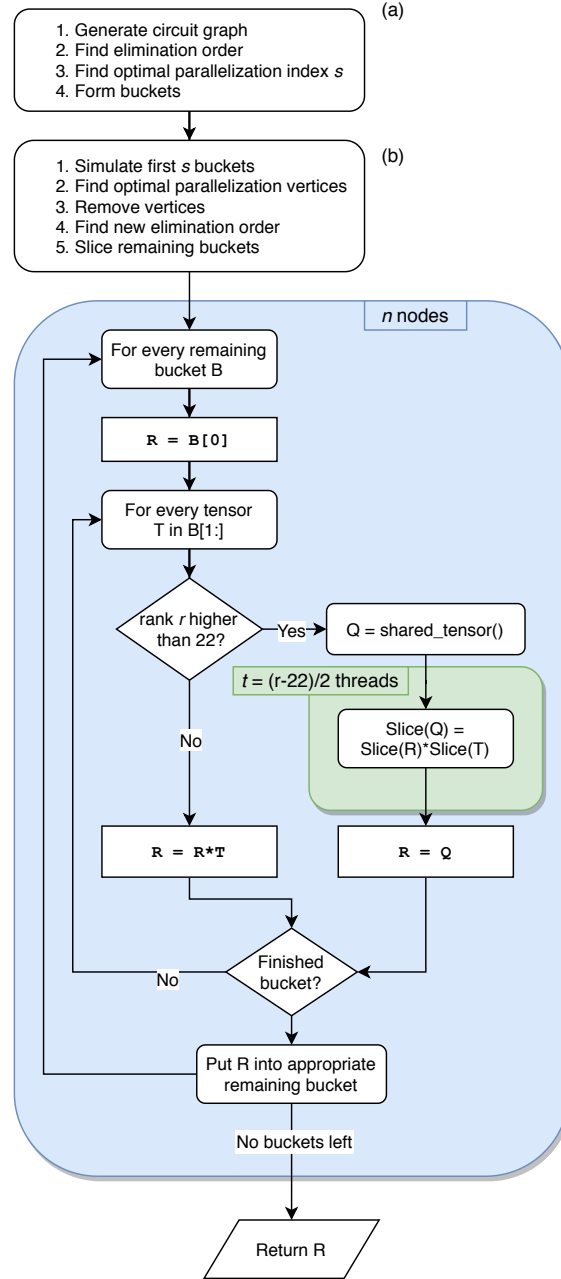 (a)
1. Generate circuit graph
2. Find elimination order
3. Find optimal parallelization index s
4. Form buckets
(b)
1. Simulate first s buckets
2. Find optimal parallelization vertices
3. Remove vertices
4. Find new elimination order
5. Slice remaining buckets
n nodes
For every remaining
bucket B
R = B[0]
For every tensor
T in B[1:]
rank r higher
than 22?
Yes
Q = shared_tensor()
t = (r-22)/2 threads
Slice(Q) =
Slice(R)*Slice(T)
No
R = R*T
R = Q
Finished
bucket?
No
Put R into appropriate
remaining bucket
No buckets left
Return R